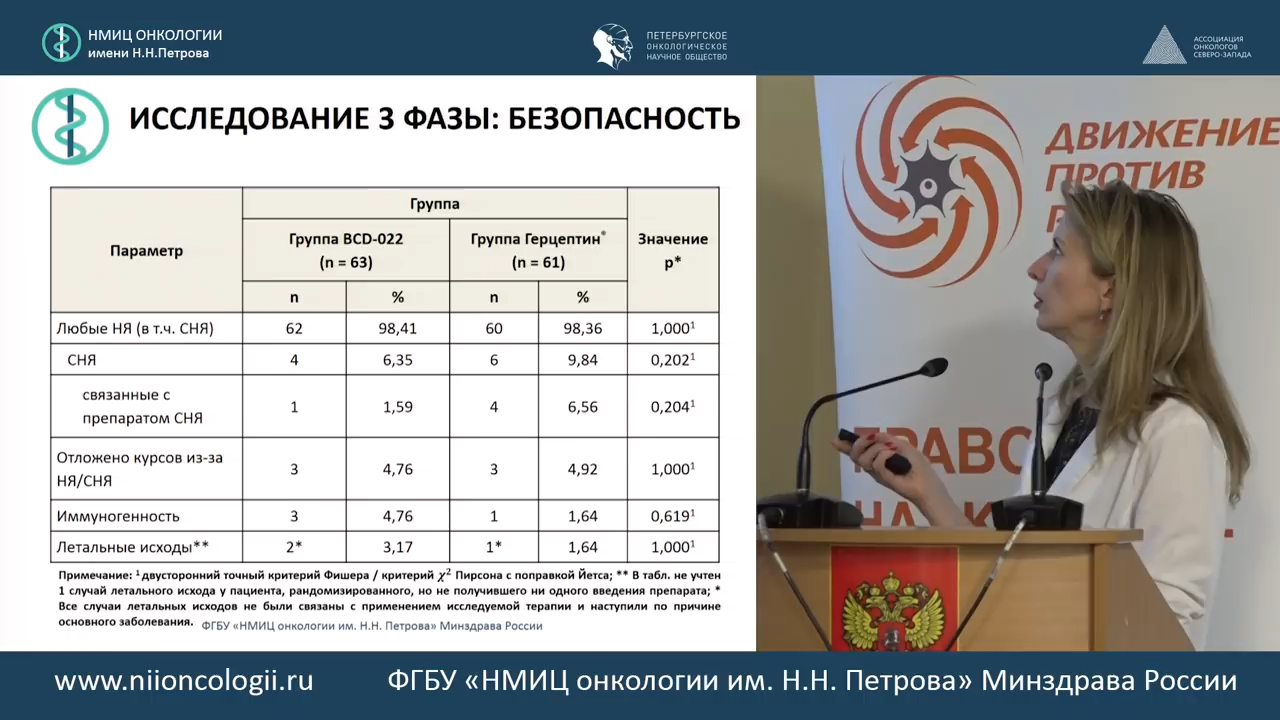 НМИЦ ОНКОЛОГИИ
имени Н.Н.Петрова
ПЕТЕРБУРГСКОЕ
ОНКОЛОГИЧЕСКОЕ
НАУЧНОЕ ОБЩЕСТВО
АССОЦИАЦИЯ
ОНКОЛОГОВ
СЕВЕРО-ЗАПАДА
ИССЛЕДОВАНИЕ 3 ФАЗЫ: БЕЗОПАСНОСТЬ
Параметр
Группа
Значение
p*
Группа BCD-022
(n = 63)
Группа Герцептин®
(n = 61)
n % n %
Любые НЯ (в т.ч. СНЯ) 62 98,41 60 98,36 1,000¹
СНЯ 4 6,35 6 9,84 0,202¹
связанные с
препаратом СНЯ 1 1,59 4 6,56 0,204¹
Отложено курсов из-за
НЯ/СНЯ 3 4,76 3 4,92 1,000¹
Иммуногенность 3 4,76 1 1,64 0,619¹
Летальные исходы** 2* 3,17 1* 1,64 1,000¹
Примечание: ¹двусторонний точный критерий Фишера / критерий χ² Пирсона с поправкой Йетса; ** В табл. не учтен
1 случай летального исхода у пациента, рандомизированного, но не получившего ни одного введения препарата; *
Все случаи летальных исходов не были связаны с применением исследуемой терапии и наступили по причине
основного заболевания.
ФГБУ «НМИЦ онкологии им. Н.Н. Петрова» Минздрава России
ДВИЖЕНИЕ
ПРОТИВ
www.niioncologii.ru
ФГБУ «НМИЦ онкологии им. Н.Н. Петрова» Минздрава России